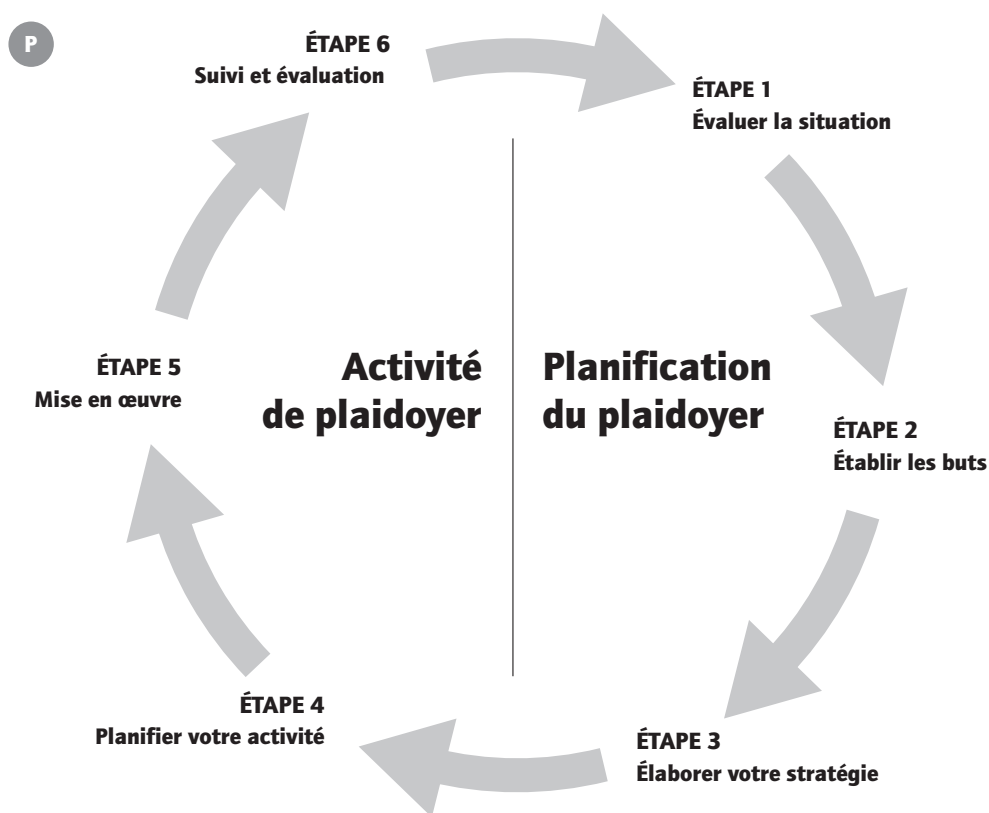 P
ÉTAPE 6
Suivi et évaluation
ÉTAPE 1
Évaluer la situation
ÉTAPE 5
Mise en œuvre
Activité
de plaidoyer
Planification
du plaidoyer
ÉTAPE 2
Établir les buts
ÉTAPE 4
Planifier votre activité
ÉTAPE 3
Élaborer votre stratégie